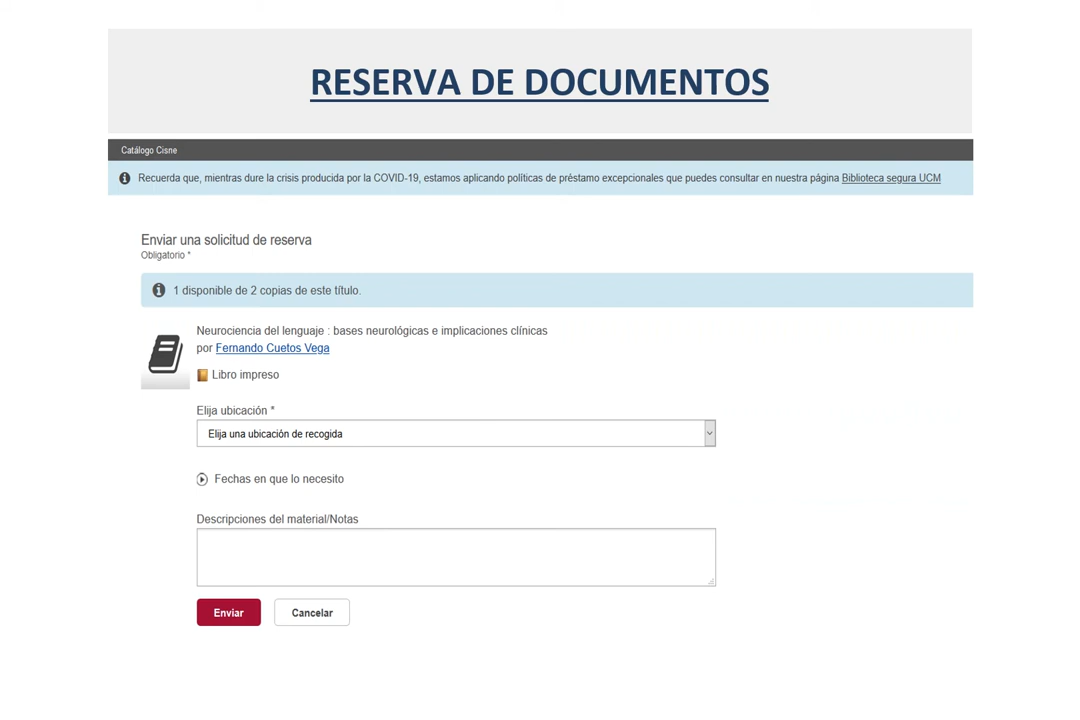 RESERVA DE DOCUMENTOS
Catálogo Cisne
Recuerda que, mientras dure la crisis producida por la COVID-19, estamos aplicando políticas de préstamo excepcionales que puedes consultar en nuestra página Biblioteca segura UCM
Enviar una solicitud de reserva
Obligatorio *
1 disponible de 2 copias de este título.
Neurociencia del lenguaje : bases neurológicas e implicaciones clínicas
por Fernando Cuetos Vega
Libro impreso
Elija ubicación *
Elija una ubicación de recogida
Fechas en que lo necesito
Descripciones del material/Notas
Enviar Cancelar